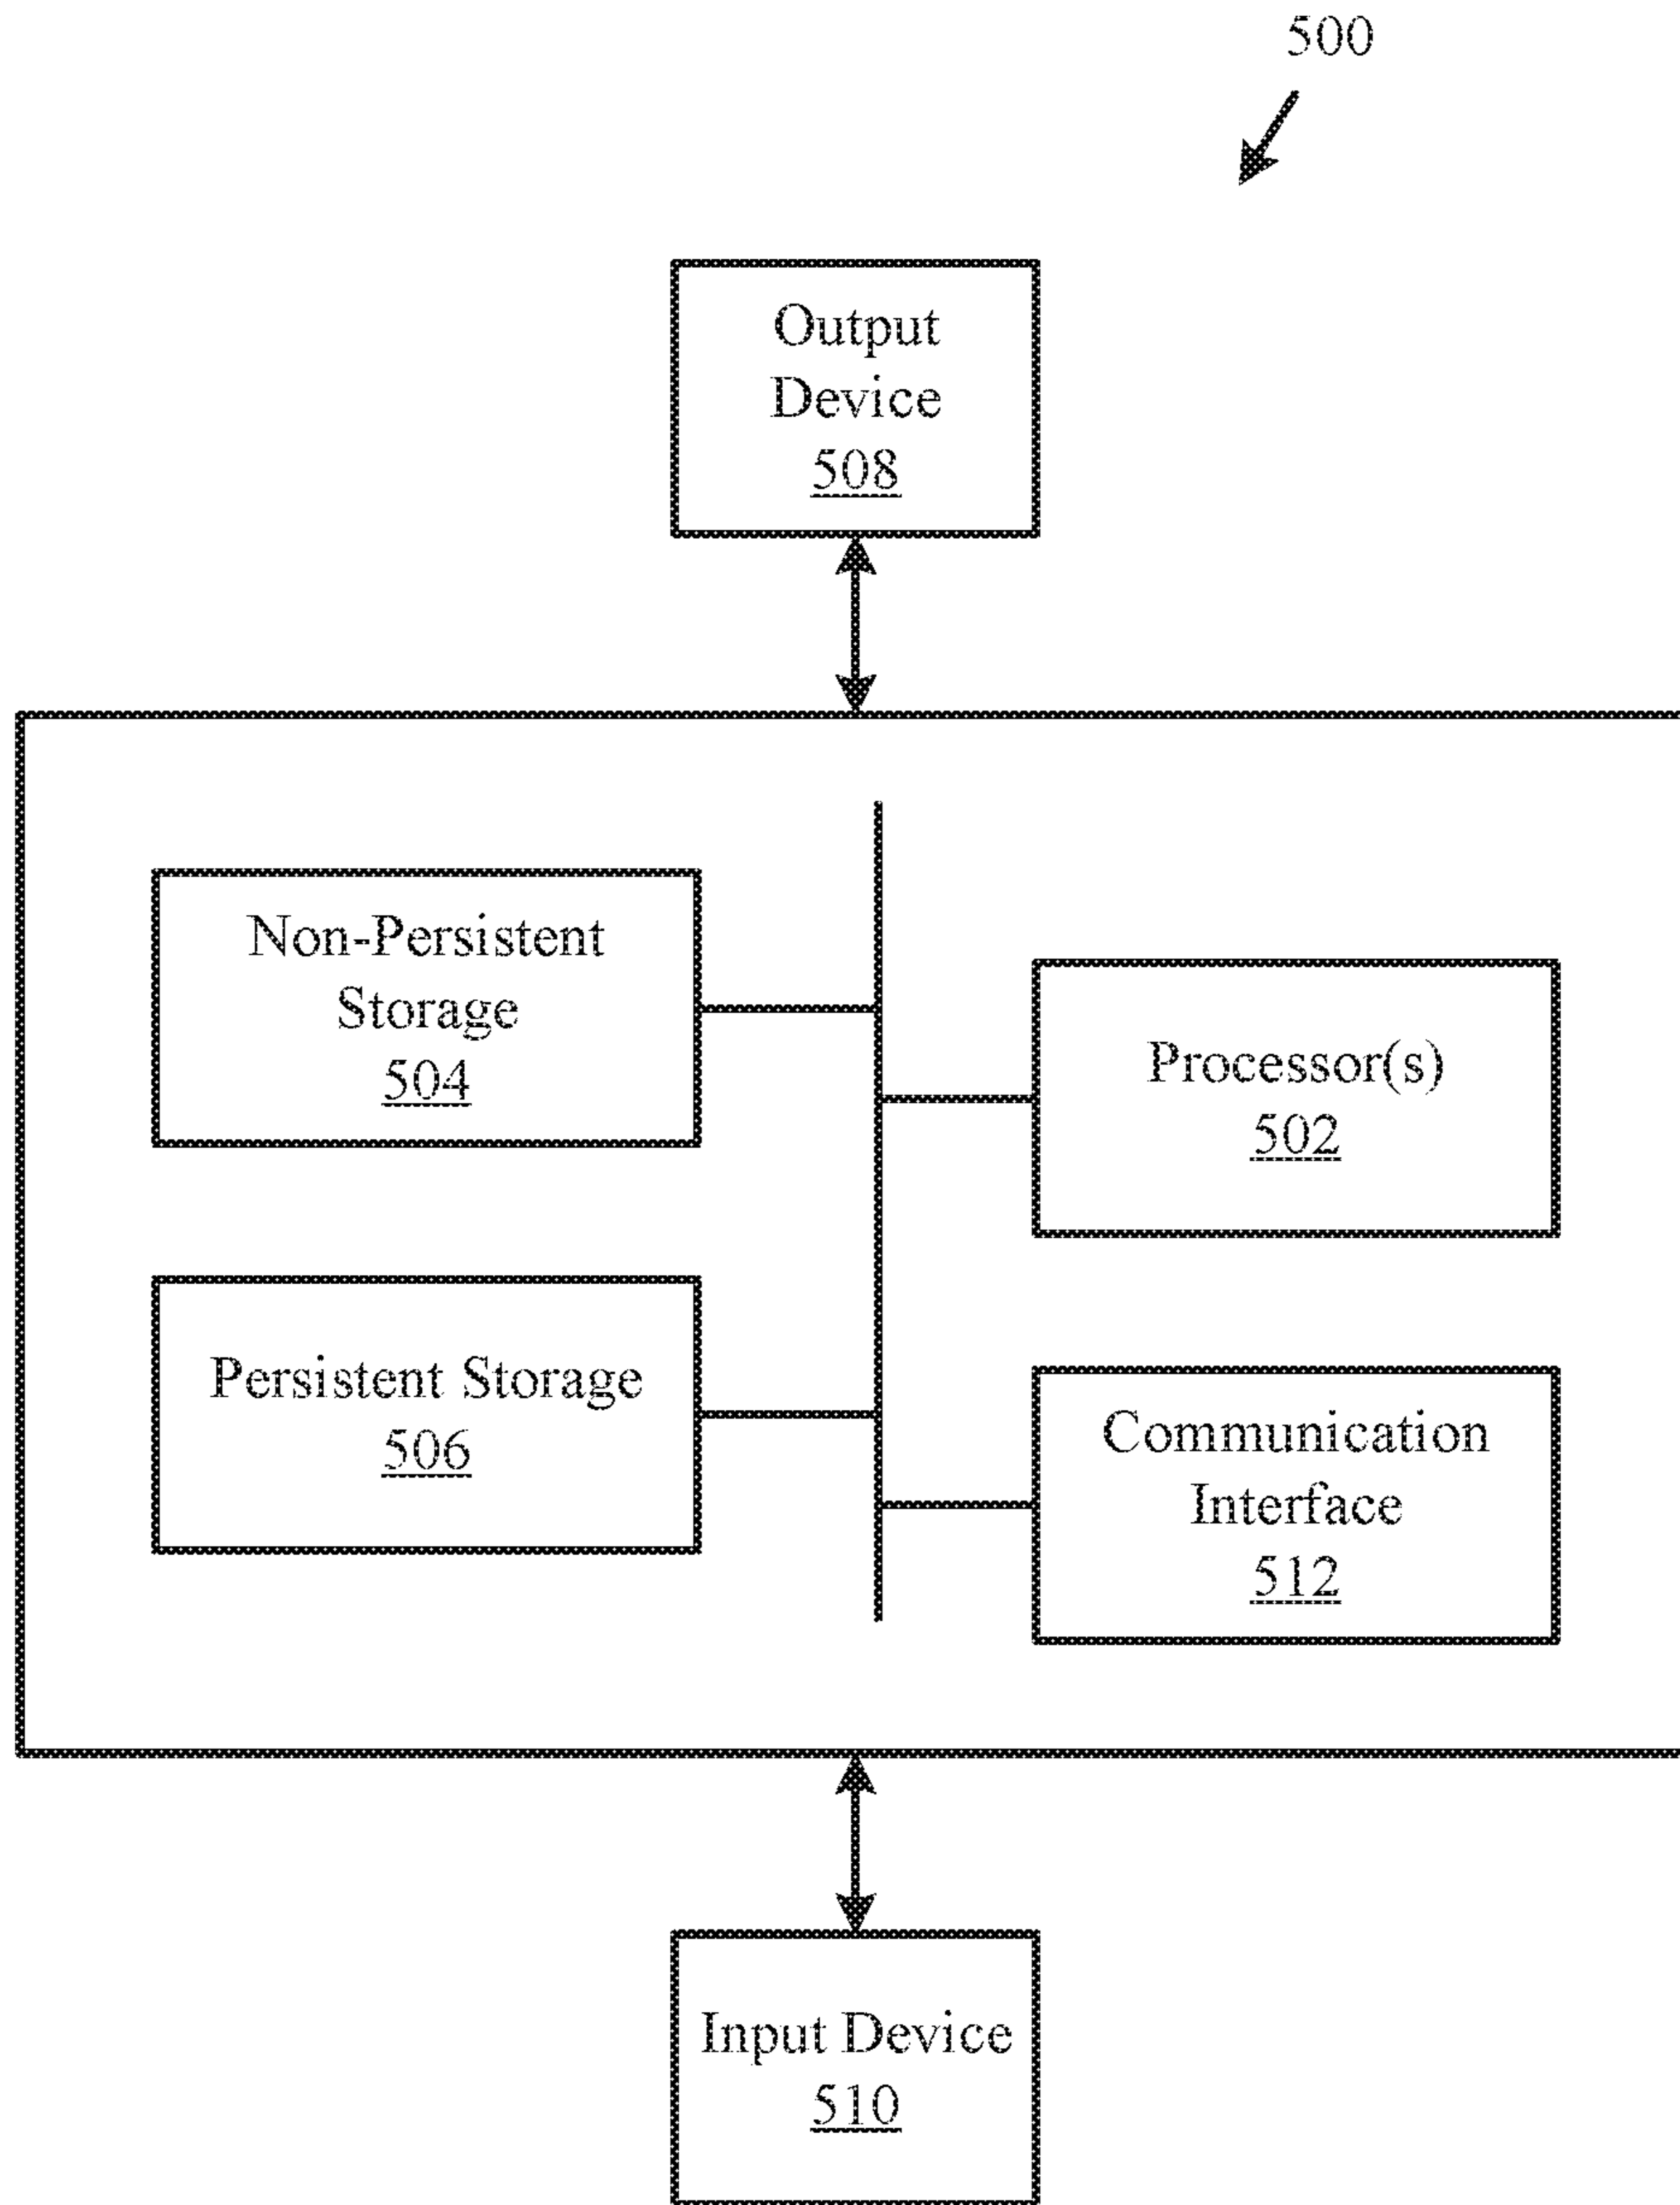 500
Output
Device
508
Non-Persistent
Storage
504
Processor(s)
502
Persistent Storage
506
Communication
Interface
512
Input Device
510